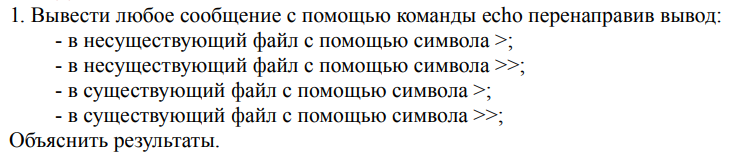 1. Вывести любое сообщение с помощью команды echo перенаправив вывод:
- в несуществующий файл с помощью символа >;
- в несуществующий файл с помощью символа >>;
- в существующий файл с помощью символа >;
- в существующий файл с помощью символа >>;
Объяснить результаты.